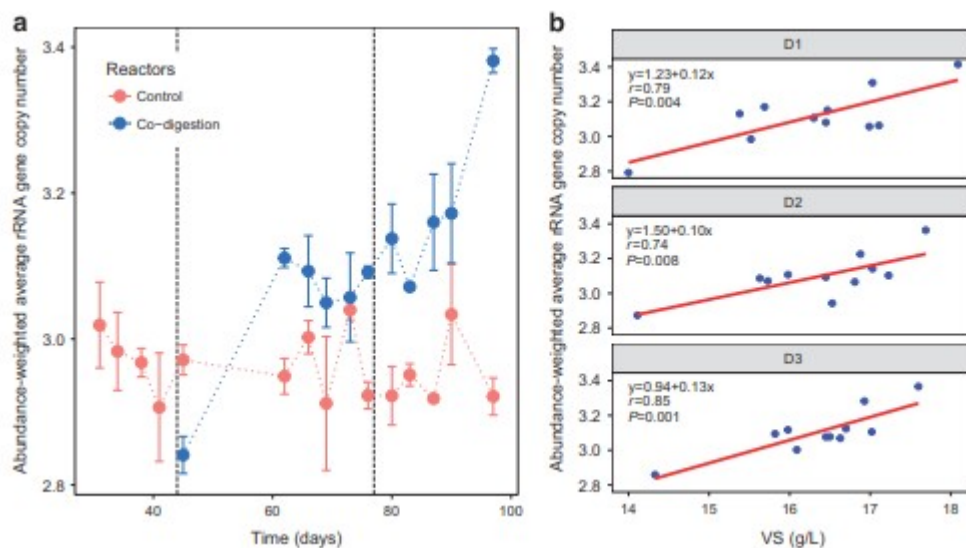 a
Abundance-weighted average rRNA gene copy number
3.4
3.2
3.0
2.8
Reactors
Control
Co-digestion
40
60
80
100
Time (days)
b
Abundance-weighted average rRNA gene copy number
D1
3.4
3.2
3.0
2.8
y=1.23+0.12x
r=0.79
P=0.004
D2
3.4
3.2
3.0
2.8
y=1.50+0.10x
r=0.74
P=0.008
D3
3.4
3.2
3.0
2.8
y=0.94+0.13x
r=0.85
P=0.001
14
15
16
17
18
VS (g/L)